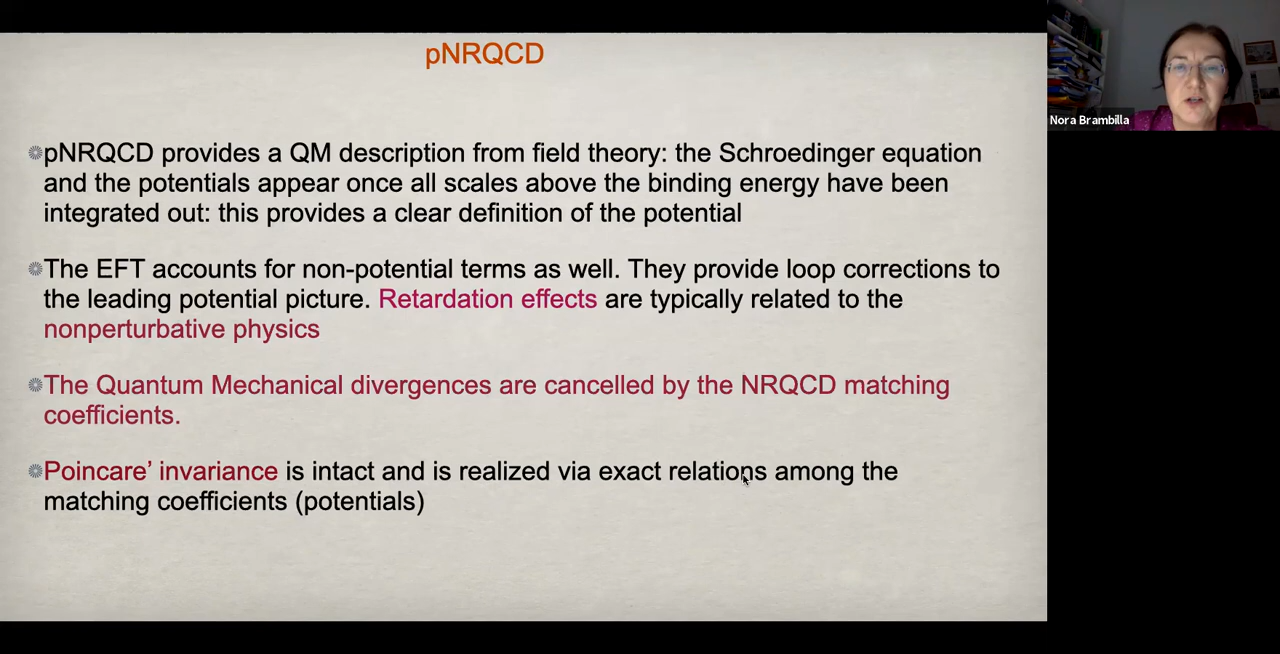 pNRQCD
Nora Brambilla
pNRQCD provides a QM description from field theory: the Schroedinger equation
and the potentials appear once all scales above the binding energy have been
integrated out: this provides a clear definition of the potential
The EFT accounts for non-potential terms as well. They provide loop corrections to
the leading potential picture. Retardation effects are typically related to the
nonperturbative physics
The Quantum Mechanical divergences are cancelled by the NRQCD matching
coefficients.
Poincare’ invariance is intact and is realized via exact relations among the
matching coefficients (potentials)